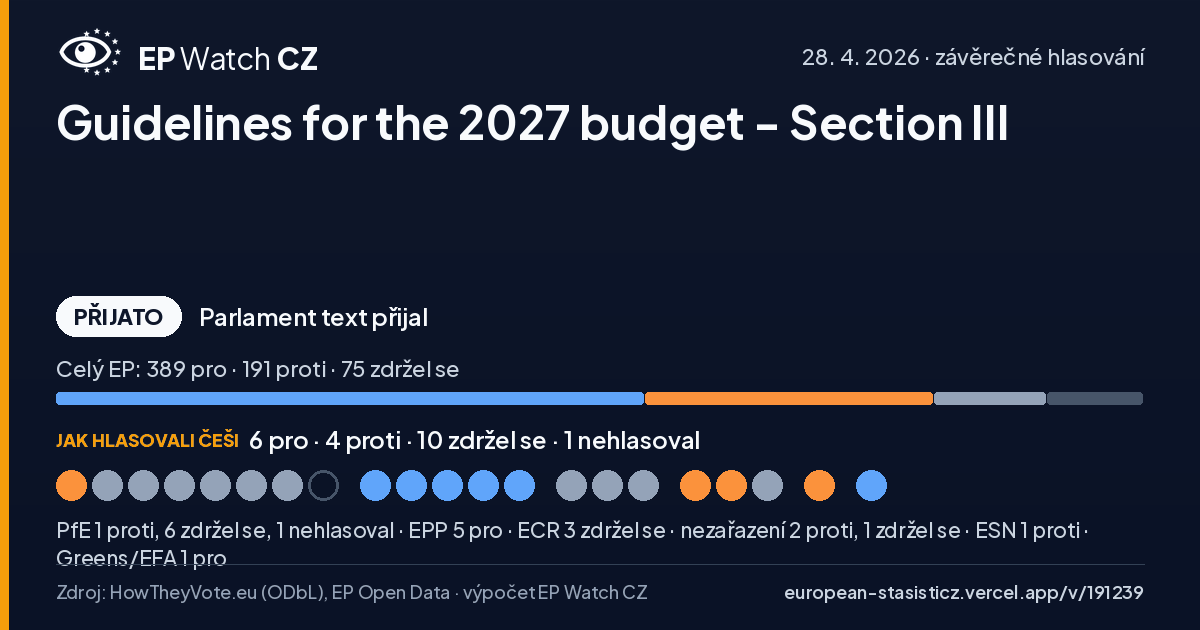 EP Watch CZ
28. 4. 2026 · závěrečné hlasování
Guidelines for the 2027 budget – Section III
PŘIJATO Parlament text přijal
Celý EP: 389 pro · 191 proti · 75 zdržel se
JAK HLASOVALI ČEŠI 6 pro · 4 proti · 10 zdržel se · 1 nehlasoval
PfE 1 proti, 6 zdržel se, 1 nehlasoval · EPP 5 pro · ECR 3 zdržel se · nezařazení 2 proti, 1 zdržel se · ESN 1 proti ·
Greens/EFA 1 pro
Zdroj: HowTheyVote.eu (ODbL), EP Open Data · výpočet EP Watch CZ
european-stasisticz.vercel.app/v/191239